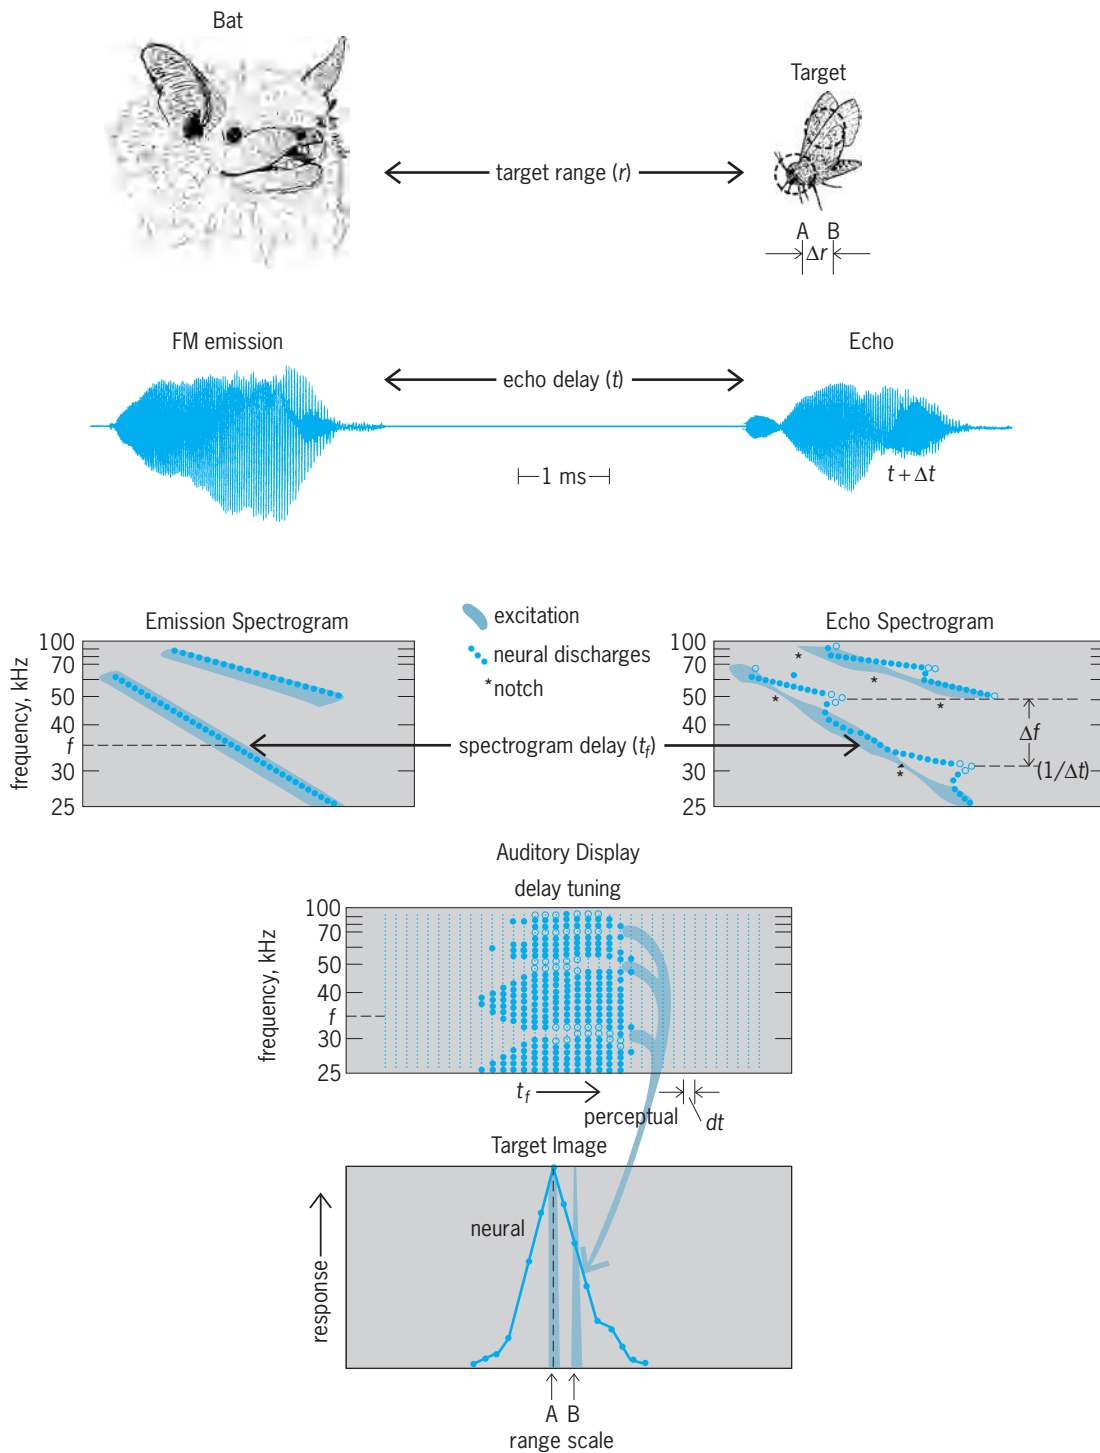 Bat
Target
target range (r)
A B
Δr
FM emission
Echo
echo delay (t)
1 ms
t + Δt
Emission Spectrogram
excitation
neural discharges
* notch
Echo Spectrogram
frequency, kHz
100
70
50
40
f
30
25
spectrogram delay (t_f)
100
70
50
40
30
25
* * * * *
Δf
(1/Δt)
Auditory Display
delay tuning
frequency, kHz
100
70
50
40
f
30
25
t_f
perceptual
dt
Target Image
neural
response
A B
range scale